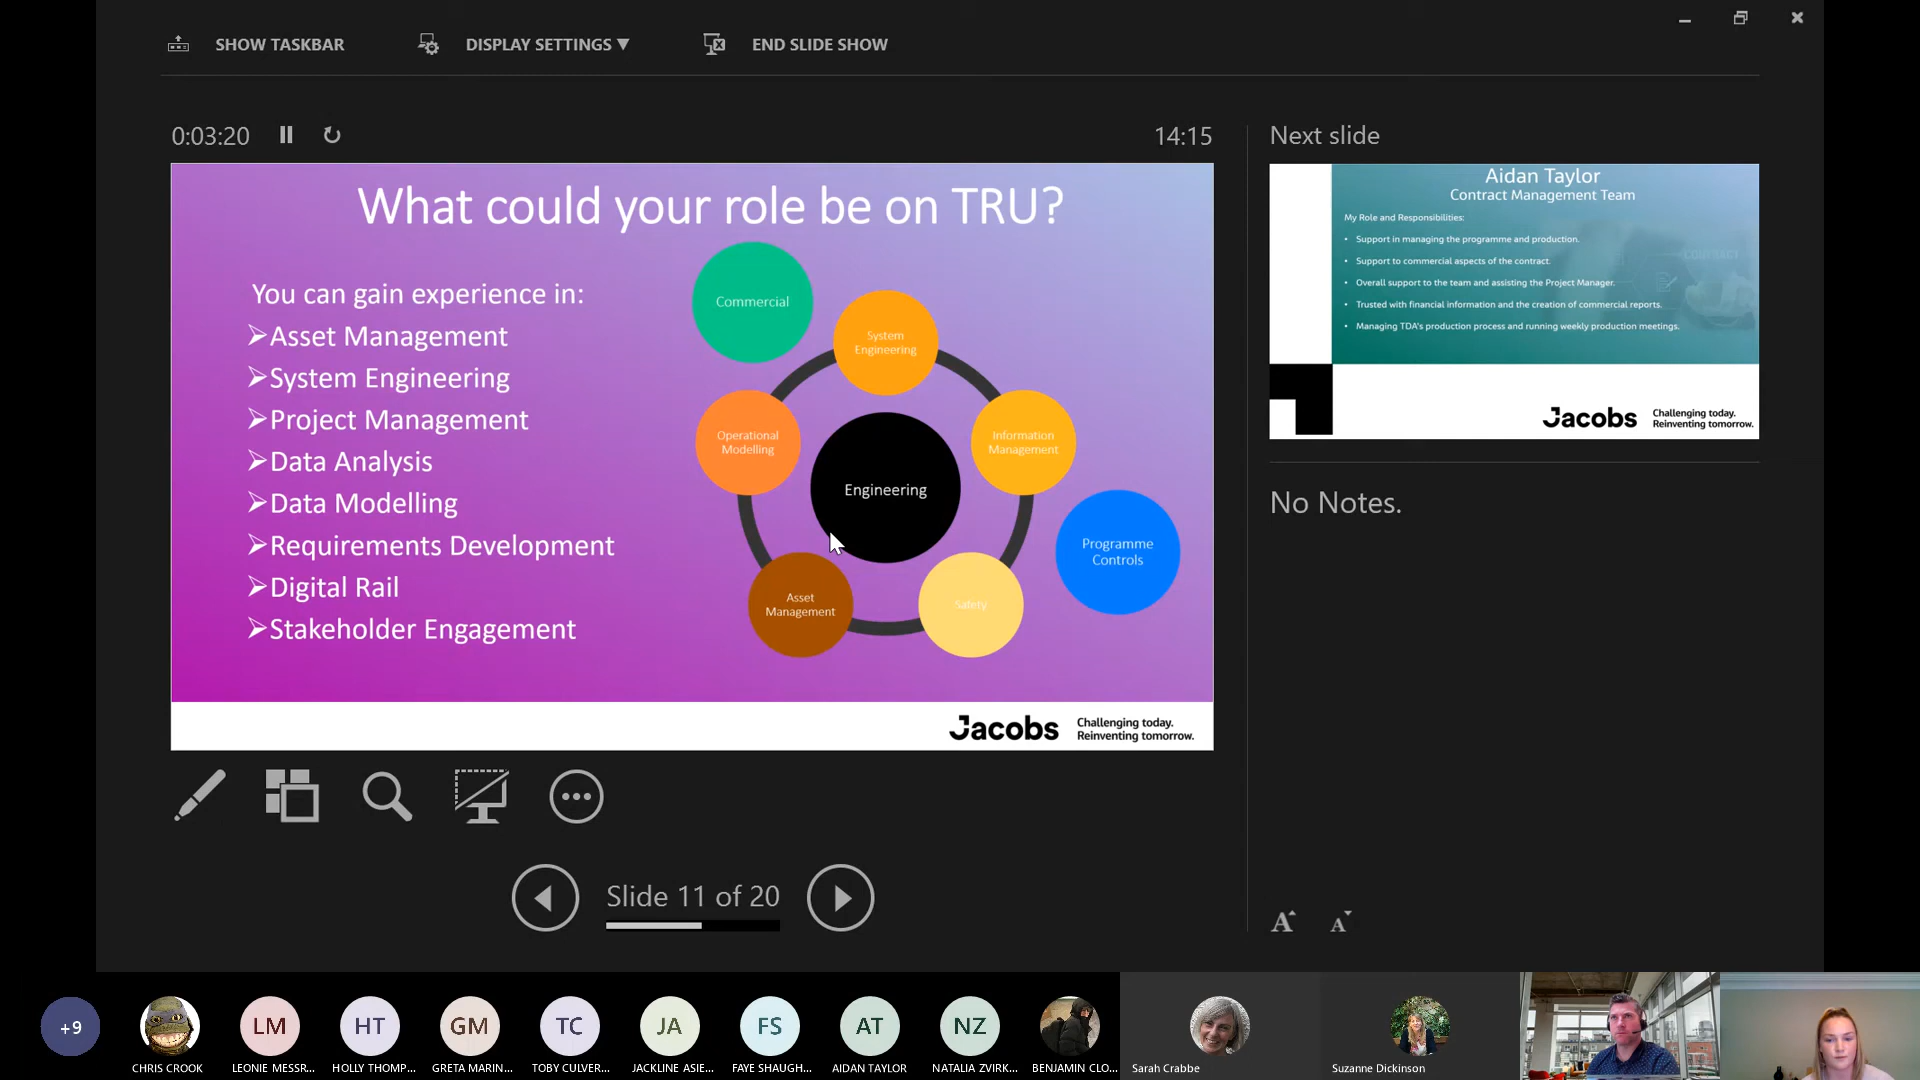 SHOW TASKBAR
DISPLAY SETTINGS ▼
END SLIDE SHOW
0:03:20
14:15
What could your role be on TRU?
You can gain experience in:
Asset Management
System Engineering
Project Management
Data Analysis
Data Modelling
Requirements Development
Digital Rail
Stakeholder Engagement
Commercial
System
Engineering
Operational
Modelling
Information
Management
Engineering
Programme
Controls
Asset
Management
Safety
Jacobs
Challenging today.
Reinventing tomorrow.
Next slide
Aidan Taylor
Contract Management Team
My Role and Responsibilities:
• Support in managing the programme and production.
• Support to commercial aspects of the contract.
• Overall support to the team and assisting the Project Manager.
• Trusted with financial information and the creation of commercial reports.
• Managing TDA's production process and running weekly production meetings.
Jacobs
Challenging today.
Reinventing tomorrow.
No Notes.
Slide 11 of 20
A A
+9
LM
HT
GM
TC
JA
FS
AT
NZ
CHRIS CROOK
LEONIE MESSR...
HOLLY THOMP...
GRETA MARIN...
TOBY CULVER...
JACKLINE ASIE...
FAYE SHAUGH...
AIDAN TAYLOR
NATALIA ZVIRK...
BENJAMIN CLO...
Sarah Crabbe
Suzanne Dickinson